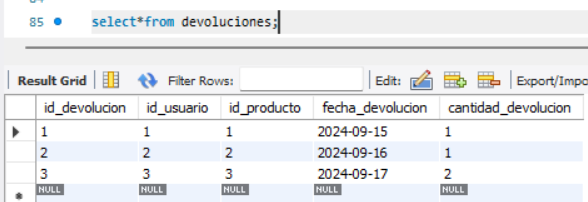 85 select*from devoluciones;
Result Grid Filter Rows: Edit: Export/Impo
id_devolucion id_usuario id_producto fecha_devolucion cantidad_devolucion
1 1 1 2024-09-15 1
2 2 2 2024-09-16 1
3 3 3 2024-09-17 2
NULL NULL NULL NULL NULL